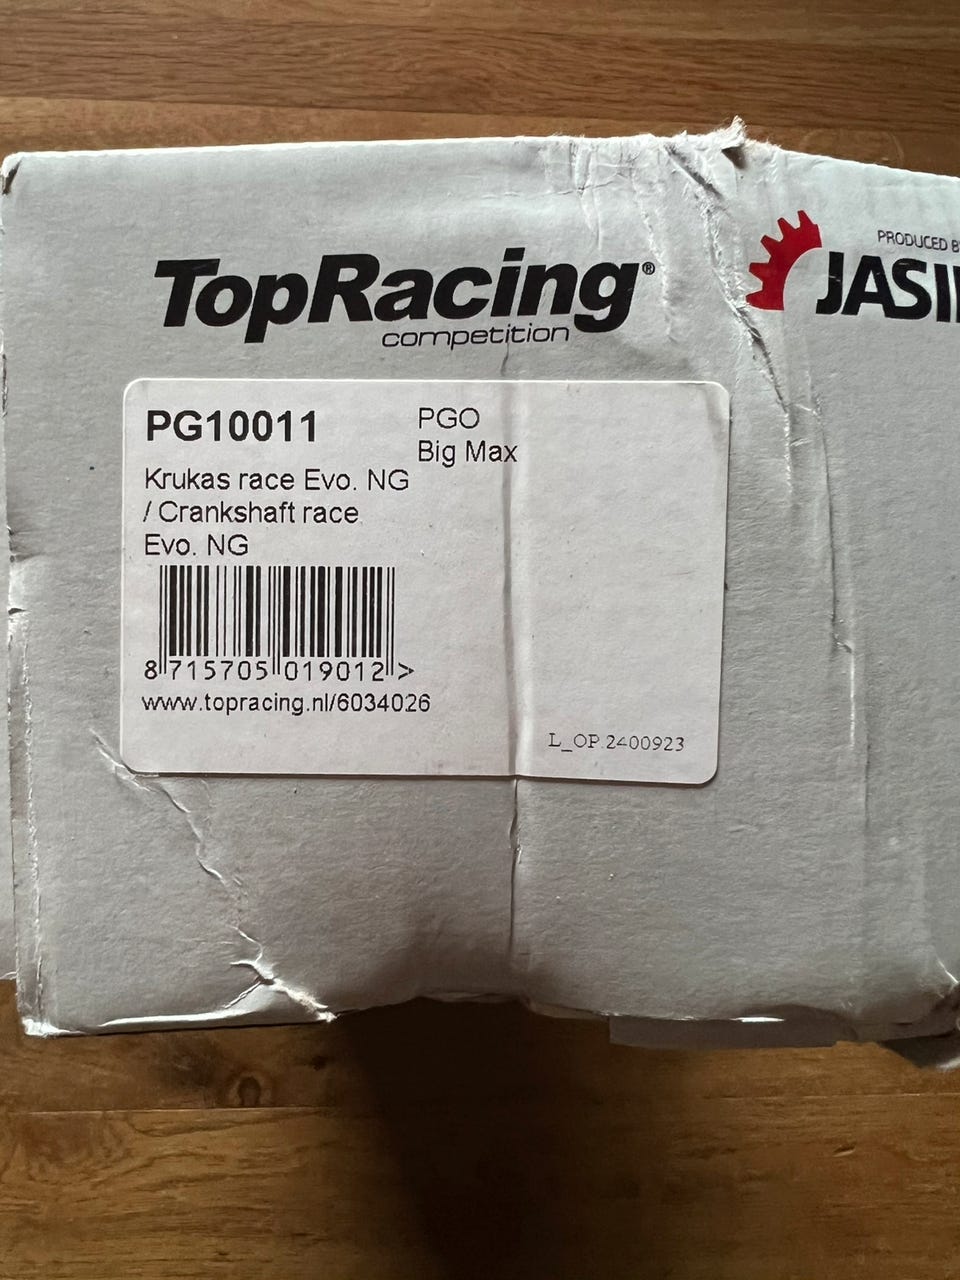 TopRacing®
competition
PRODUCED
PG10011
PGO
Big Max
Krukas race Evo. NG
/ Crankshaft race
Evo. NG
8 715705 019012 >
www.topracing.nl/6034026
L_OP.2400923